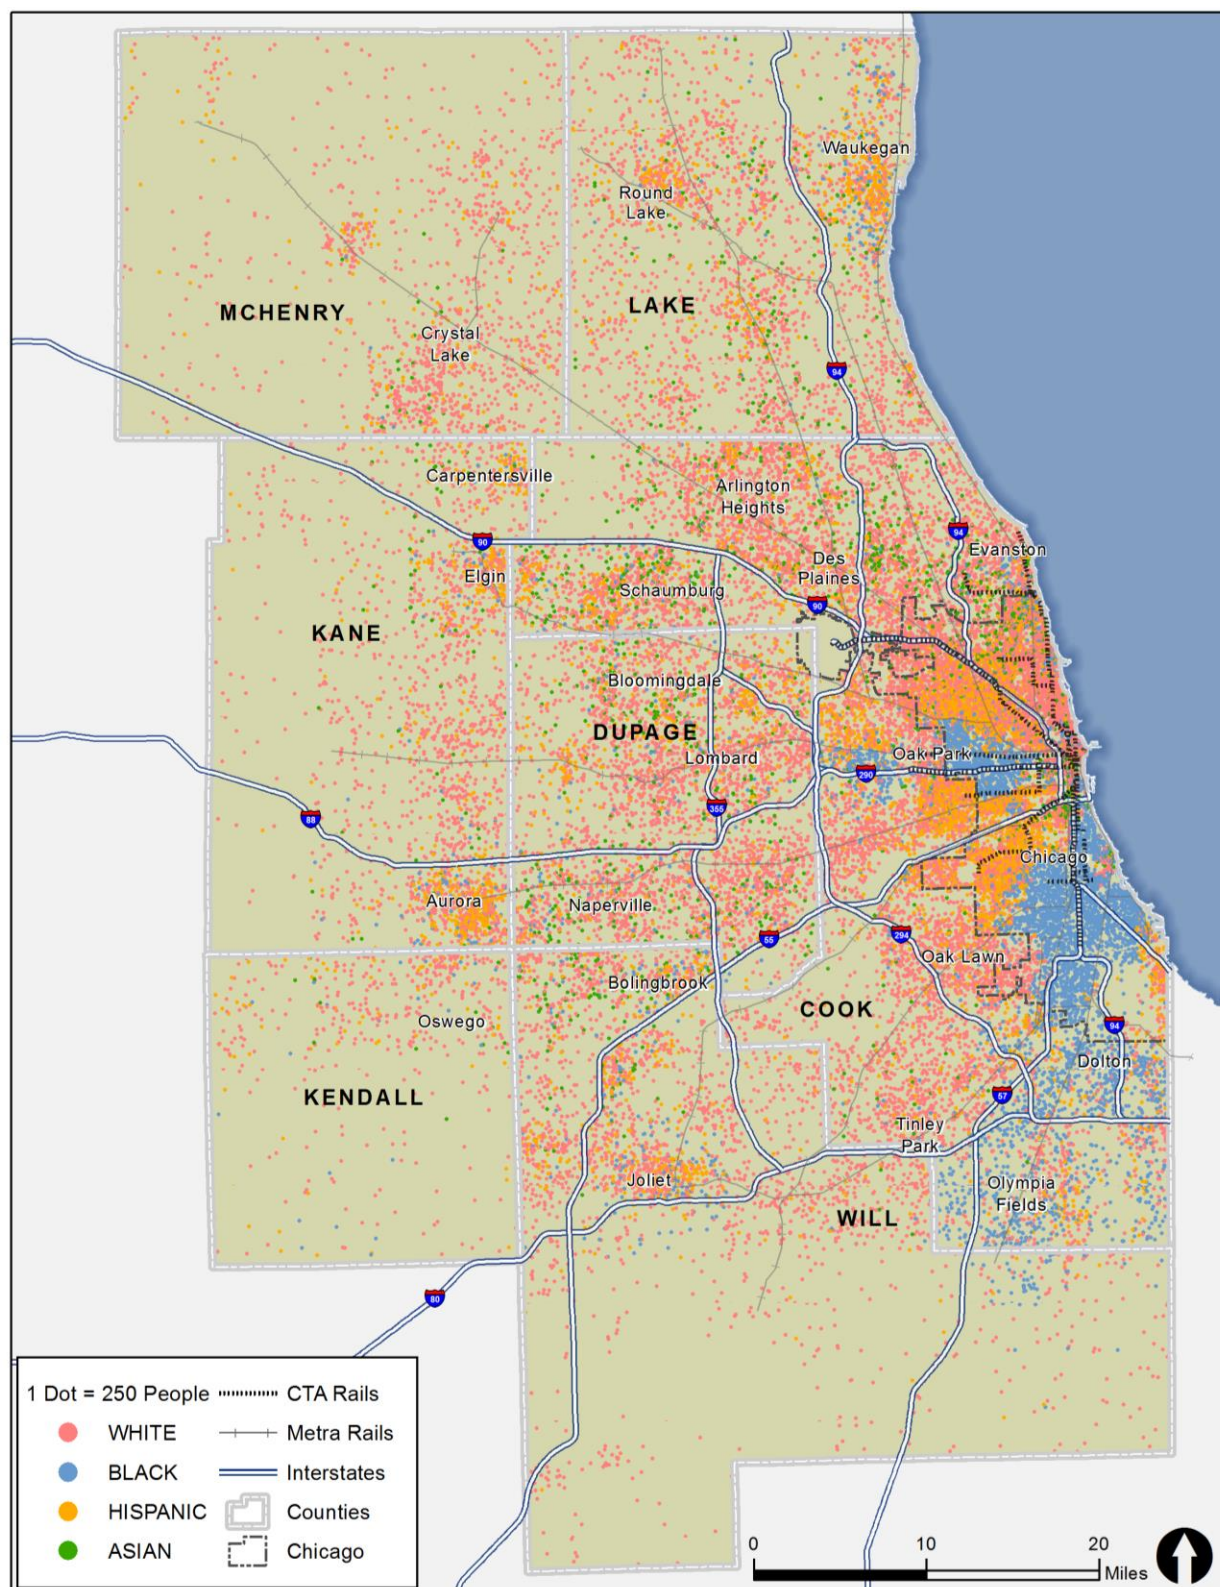 Waukegan
Round
Lake
MCHENRY
LAKE
Crystal
Lake
94
Carpentersville
Arlington
Heights
94
Evanston
90
Des
Plaines
Elgin
Schaumburg
90
KANE
Bloomingdale
DUPAGE
Lombard
Oak Park
290
355
88
Chicago
Aurora
Naperville
55
294
Oak Lawn
Bolingbrook
COOK
Oswego
94
Dolton
KENDALL
57
Tinley
Park
Joliet
Olympia
Fields
WILL
80
1 Dot = 250 People
CTA Rails
WHITE
Metra Rails
BLACK
Interstates
HISPANIC
Counties
ASIAN
Chicago
0 10 20
Miles